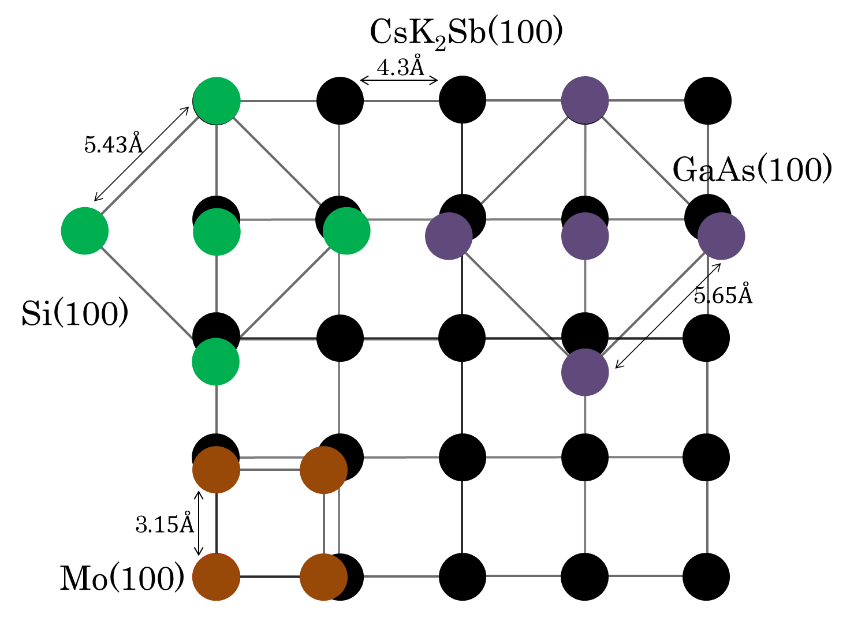 CsK₂Sb(100)
4.3Å
5.43Å
GaAs(100)
5.65Å
Si(100)
3.15Å
Mo(100)